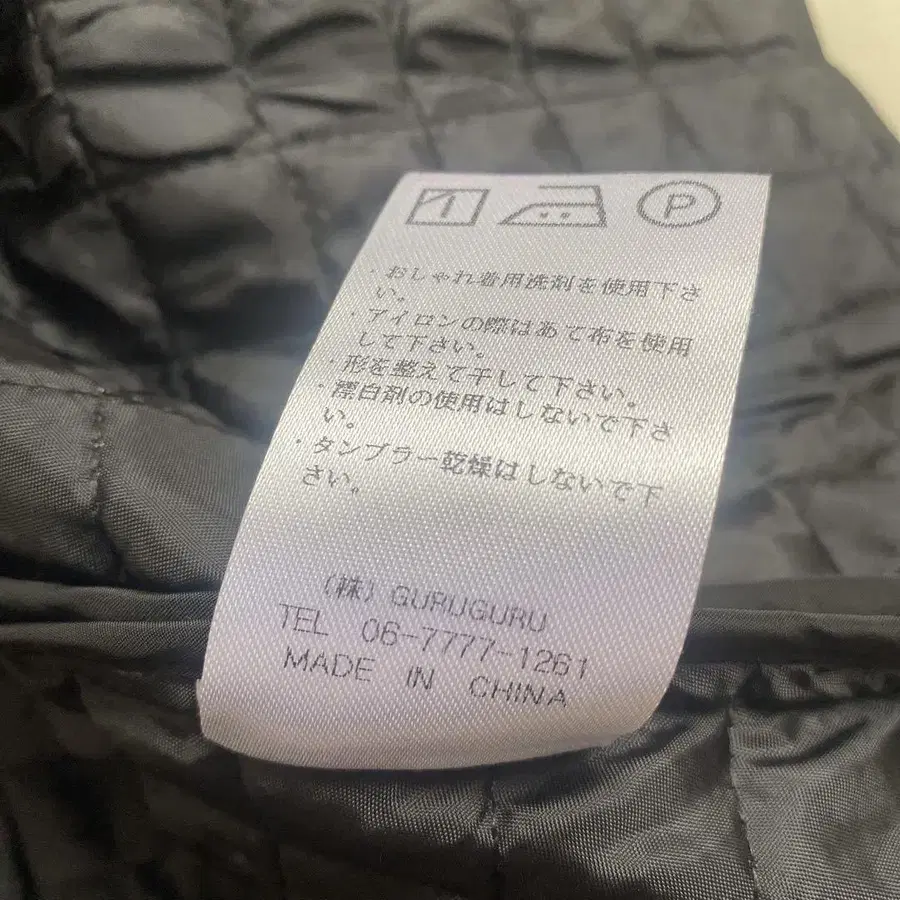 P
・おしゃれ着用洗剤を使用下さ
い。
・アイロンの際はあて布を使用
して下さい。
・形を整えて干して下さい。
・漂白剤の使用はしないで下さ
い。
・タンブラー乾燥はしないで下
さい。
(株) GURUGURU
TEL 06-7777-1261
MADE IN CHINA